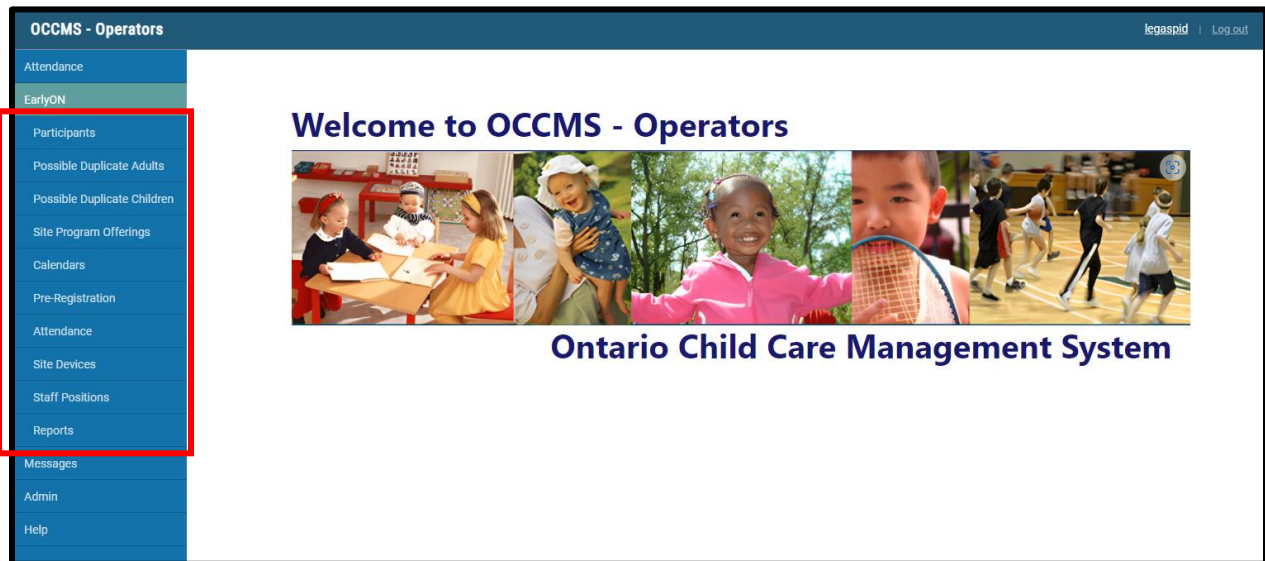 OCCMS - Operators
legaspid | Log out
Attendance
EarlyON
Participants
Possible Duplicate Adults
Possible Duplicate Children
Site Program Offerings
Calendars
Pre-Registration
Attendance
Site Devices
Staff Positions
Reports
Messages
Admin
Help
Welcome to OCCMS - Operators
Ontario Child Care Management System